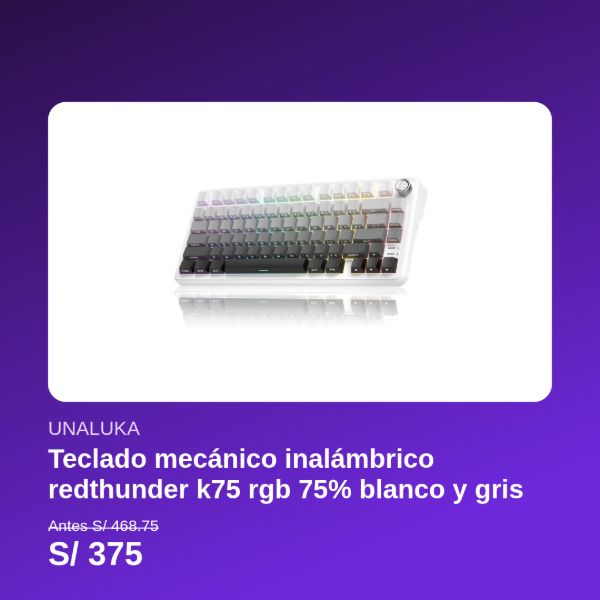 UNALUKA
Teclado mecánico inalámbrico
redthunder k75 rgb 75% blanco y gris
Antes S/ 468.75
S/ 375